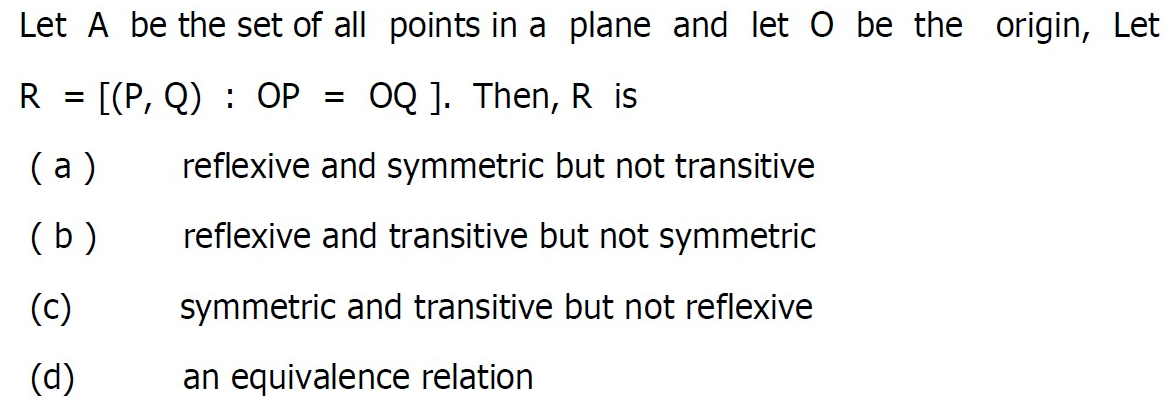 Let A be the set of all points in a plane and let O be the origin, Let
R = [(P, Q) : OP = OQ ]. Then, R is
( a ) reflexive and symmetric but not transitive
( b ) reflexive and transitive but not symmetric
(c) symmetric and transitive but not reflexive
(d) an equivalence relation